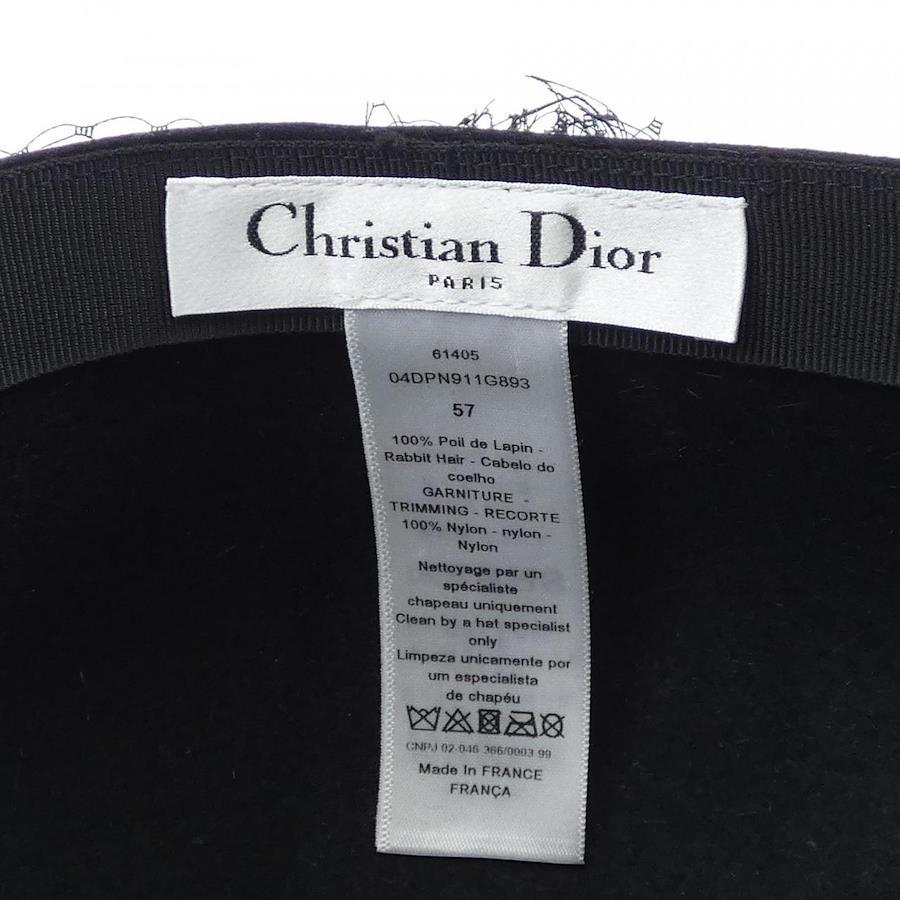 Christian Dior
PARIS
61405
04DPN911G893
57
100% Poil de Lapin -
Rabbit Hair - Cabelo do
coelho
GARNITURE -
TRIMMING - RECORTE
100% Nylon - nylon -
Nylon
Nettoyage par un
spécialiste
chapeau uniquement
Clean by a hat specialist
only
Limpeza unicamente por
um especialista
de chapéu
CNPJ 02-046 366/0003 99
Made in FRANCE
FRANÇA